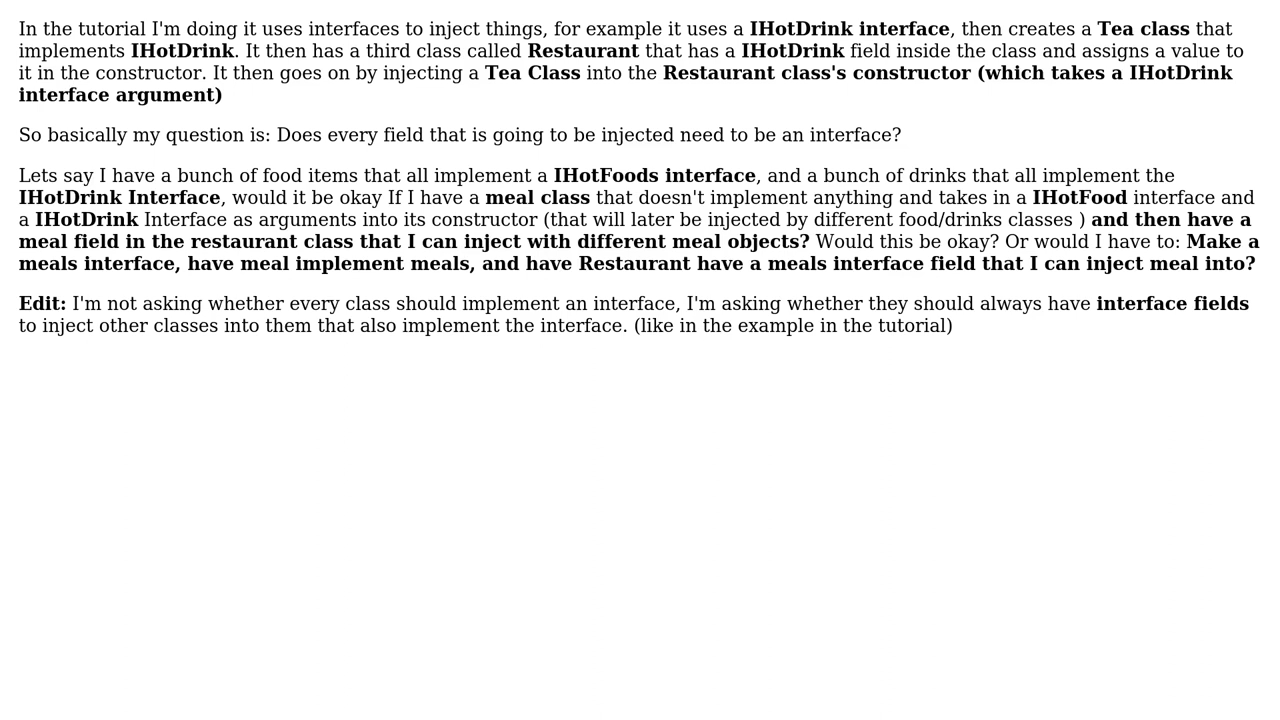 In the tutorial I'm doing it uses interfaces to inject things, for example it uses a IHotDrink interface, then creates a Tea class that
implements IHotDrink. It then has a third class called Restaurant that has a IHotDrink field inside the class and assigns a value to
it in the constructor. It then goes on by injecting a Tea Class into the Restaurant class's constructor (which takes a IHotDrink
interface argument)
So basically my question is: Does every field that is going to be injected need to be an interface?
Lets say I have a bunch of food items that all implement a IHotFoods interface, and a bunch of drinks that all implement the
IHotDrink Interface, would it be okay If I have a meal class that doesn't implement anything and takes in a IHotFood interface and
a IHotDrink Interface as arguments into its constructor (that will later be injected by different food/drinks classes ) and then have a
meal field in the restaurant class that I can inject with different meal objects? Would this be okay? Or would I have to: Make a
meals interface, have meal implement meals, and have Restaurant have a meals interface field that I can inject meal into?
Edit: I'm not asking whether every class should implement an interface, I'm asking whether they should always have interface fields
to inject other classes into them that also implement the interface. (like in the example in the tutorial)